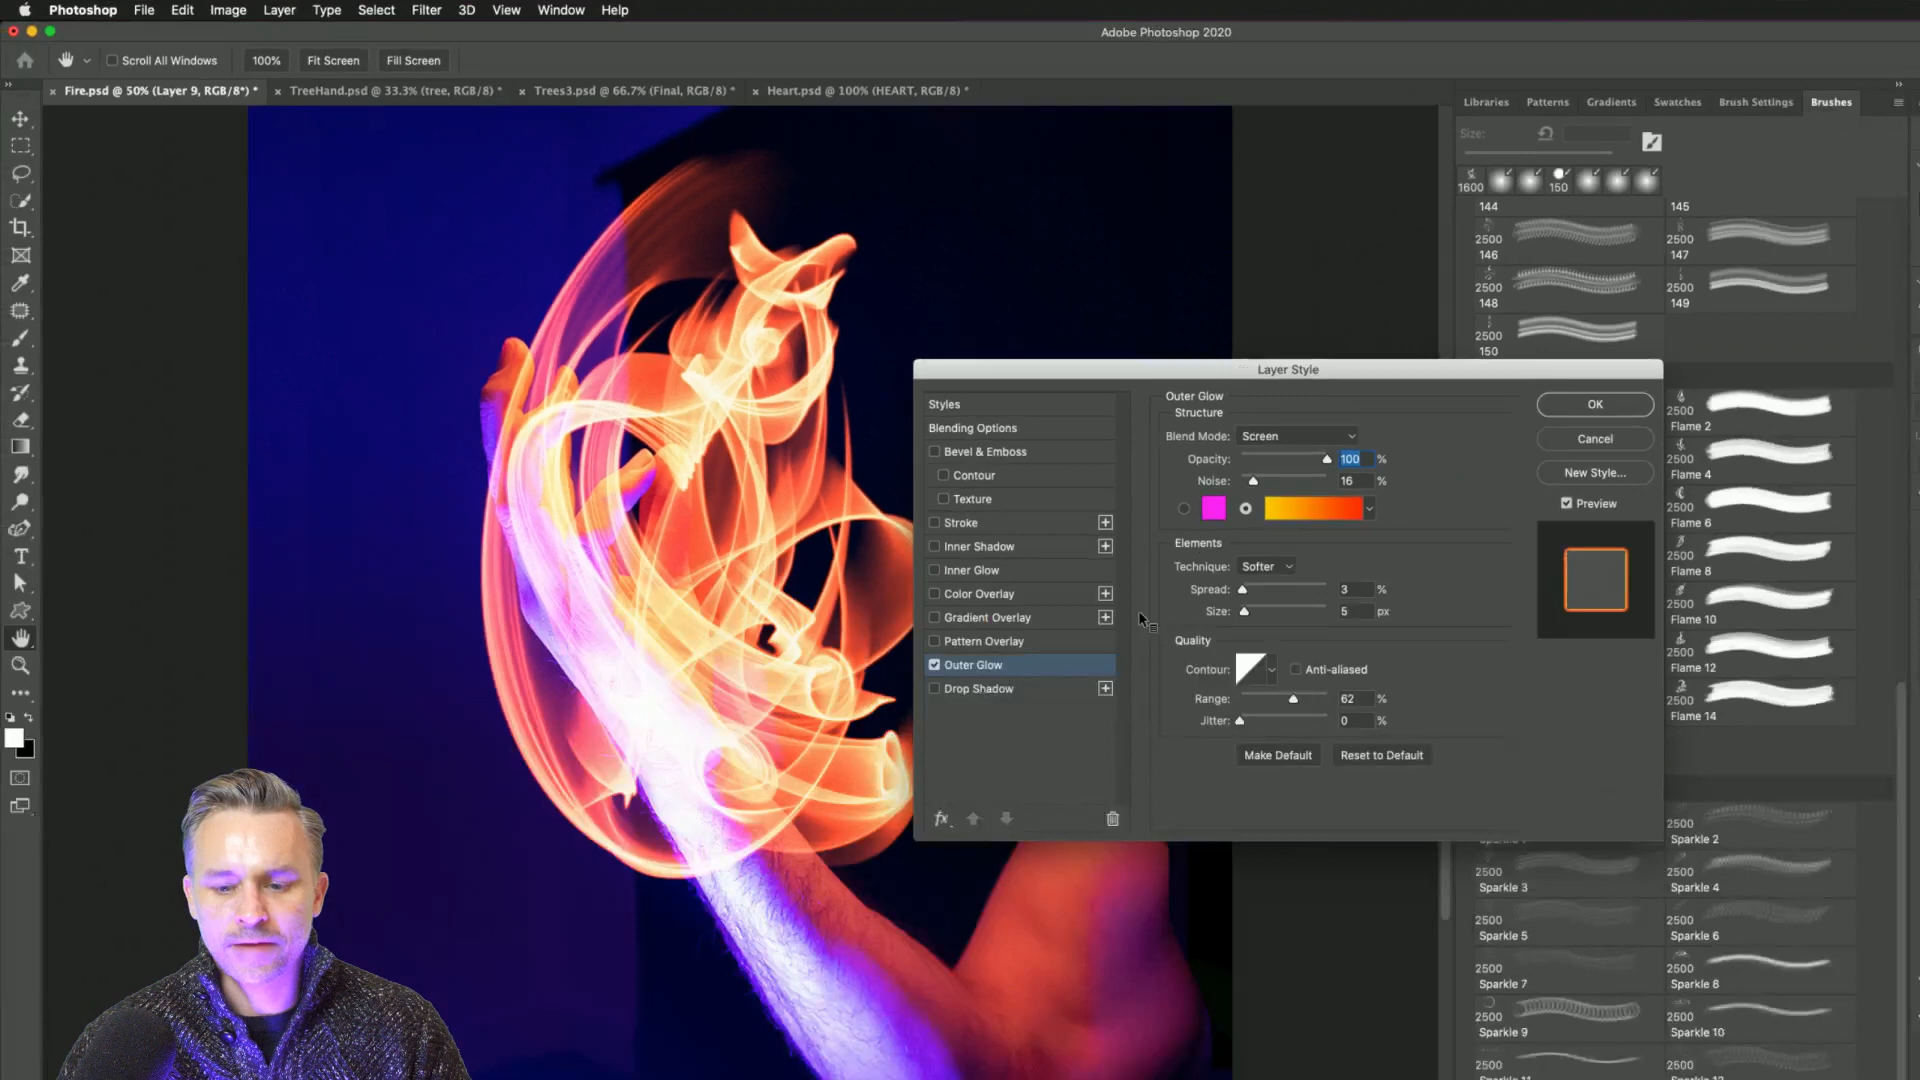 Photoshop File Edit Image Layer Type Select Filter 3D View Window Help
Adobe Photoshop 2020
Scroll All Windows 100% Fit Screen Fill Screen
× Fire.psd @ 50% (Layer 9, RGB/8*) * × TreeHand.psd @ 33.3% (tree, RGB/8) * × Trees3.psd @ 66.7% (Final, RGB/8) * × Heart.psd @ 100% (HEART, RGB/8) *
Libraries Patterns Gradients Swatches Brush Settings Brushes
Size:
1600 150
144 145
2500 2500
146 147
2500 2500
148 149
2500
150
Layer Style
Styles
Blending Options
Bevel & Emboss
Contour
Texture
Stroke
Inner Shadow
Inner Glow
Color Overlay
Gradient Overlay
Pattern Overlay
Outer Glow
Drop Shadow
fx
Outer Glow
Structure
Blend Mode: Screen
Opacity: 100 %
Noise: 16 %
Elements
Technique: Softer
Spread: 3 %
Size: 5 px
Quality
Contour: Anti-aliased
Range: 62 %
Jitter: 0 %
Make Default Reset to Default
OK
Cancel
New Style...
Preview
2500
Flame 2
2500
Flame 4
2500
Flame 6
2500
Flame 8
2500
Flame 10
2500
Flame 12
2500
Flame 14
2500
Sparkle 2
2500 2500
Sparkle 3 Sparkle 4
2500 2500
Sparkle 5 Sparkle 6
2500 2500
Sparkle 7 Sparkle 8
2500 2500
Sparkle 9 Sparkle 10
2500 2500